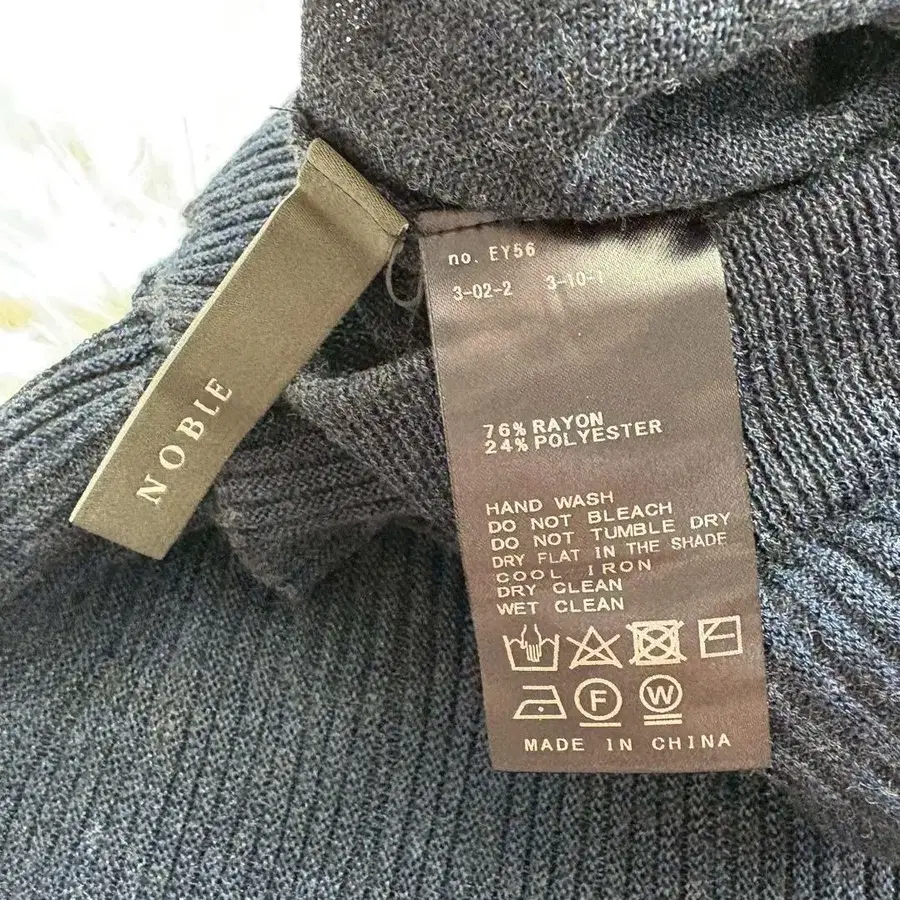 NOBLE
no. EY56
3-02-2 3-10-1
76% RAYON
24% POLYESTER
HAND WASH
DO NOT BLEACH
DO NOT TUMBLE DRY
DRY FLAT IN THE SHADE
COOL IRON
DRY CLEAN
WET CLEAN
F W
MADE IN CHINA